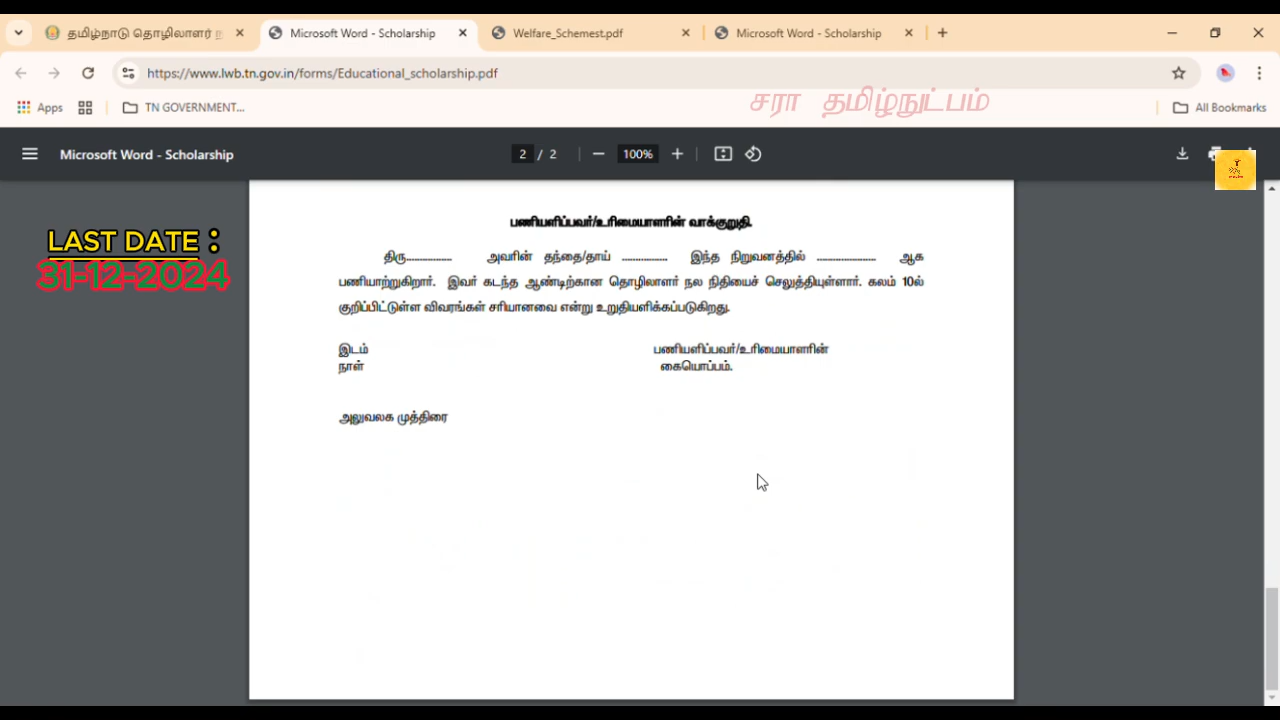 தமிழ்நாடு தொழிலாளர் ந
Microsoft Word - Scholarship
Welfare_Schemest.pdf
Microsoft Word - Scholarship
https://www.lwb.tn.gov.in/forms/Educational_scholarship.pdf
Apps
TN GOVERNMENT...
சரா தமிழ்நுட்பம்
All Bookmarks
Microsoft Word - Scholarship
2 / 2
100%
LAST DATE :
31-12-2024
பணியளிப்பவர்/உரிமையாளரின் வாக்குறுதி.
திரு................ அவரின் தந்தை/தாய் ................ இந்த நிறுவனத்தில் ..................... ஆக
பணியாற்றுகிறார். இவர் கடந்த ஆண்டிற்கான தொழிலாளர் நல நிதியைச் செலுத்தியுள்ளார். கலம் 10ல்
குறிப்பிட்டுள்ள விவரங்கள் சரியானவை என்று உறுதியளிக்கப்படுகிறது.
இடம் பணியளிப்பவர்/உரிமையாளரின்
நாள் கையொப்பம்.
அலுவலக முத்திரை